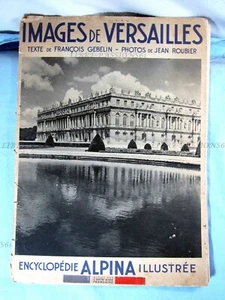 IMAGES DE VERSAILLES
TEXTE DE FRANÇOIS GEBELIN - PHOTOS DE JEAN ROUBIER
ENCYCLOPÉDIE ALPINA ILLUSTRÉE